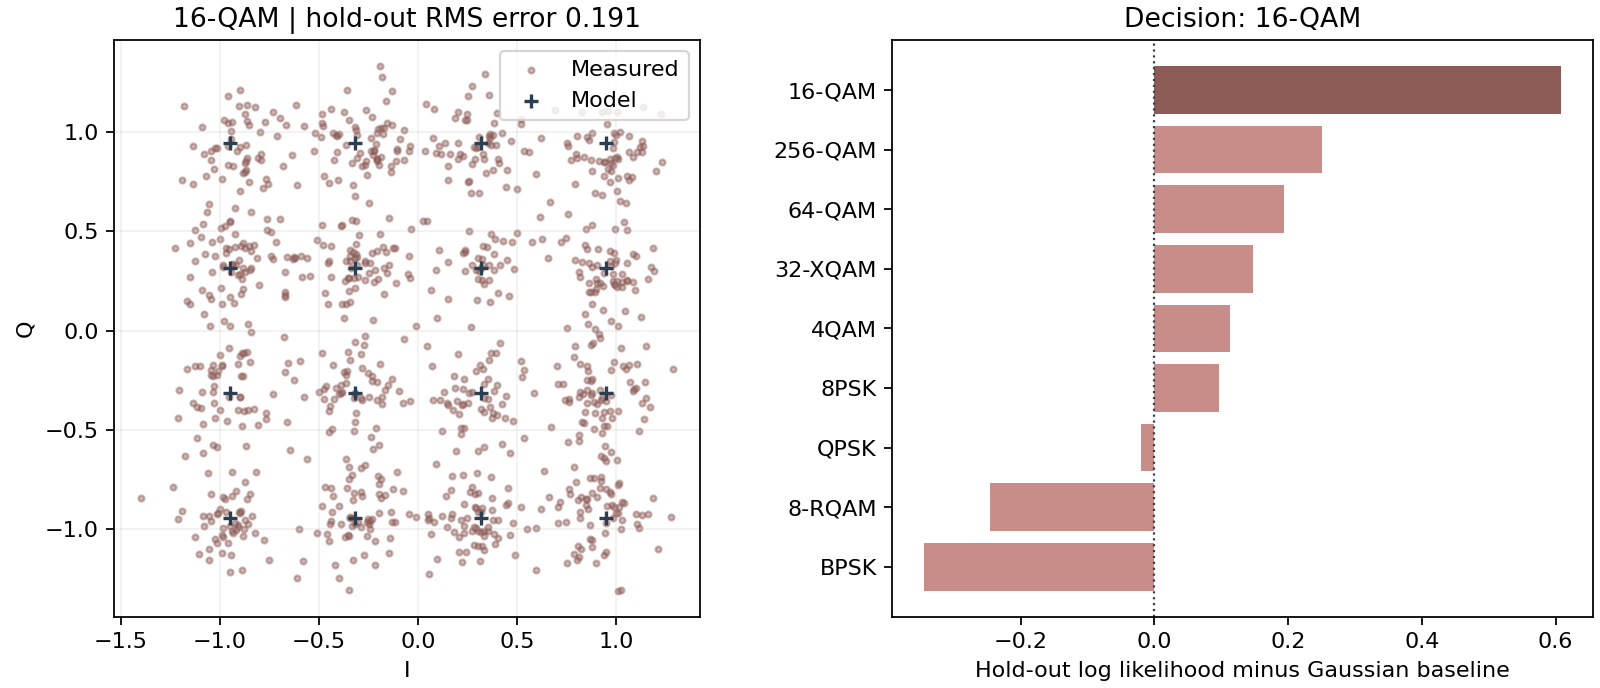 16-QAM | hold-out RMS error 0.191
Measured
Model
1.0
0.5
0.0
−0.5
−1.0
Q
−1.5
−1.0
−0.5
0.0
0.5
1.0
I
Decision: 16-QAM
16-QAM
256-QAM
64-QAM
32-XQAM
4QAM
8PSK
QPSK
8-RQAM
BPSK
−0.2
0.0
0.2
0.4
0.6
Hold-out log likelihood minus Gaussian baseline